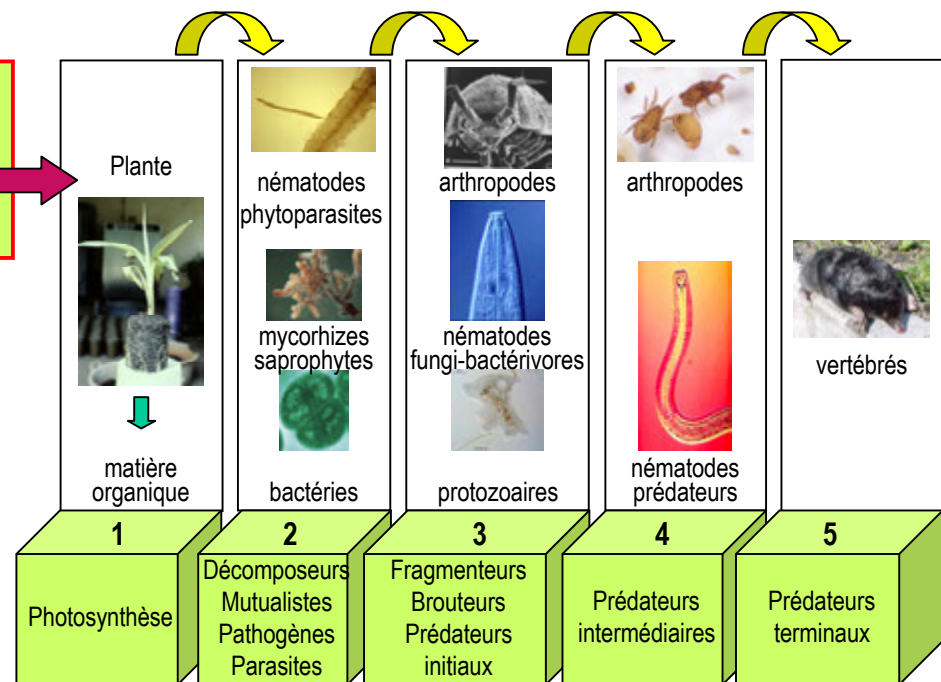 Plante
matière
organique
1
Photosynthèse
nématodes
phytoparasites
mycorhizes
saprophytes
bactéries
2
Décomposeurs
Mutualistes
Pathogènes
Parasites
arthropodes
nématodes
fungi-bactérivores
protozoaires
3
Fragmenteurs
Brouteurs
Prédateurs
initiaux
arthropodes
nématodes
prédateurs
4
Prédateurs
intermédiaires
vertébrés
5
Prédateurs
terminaux